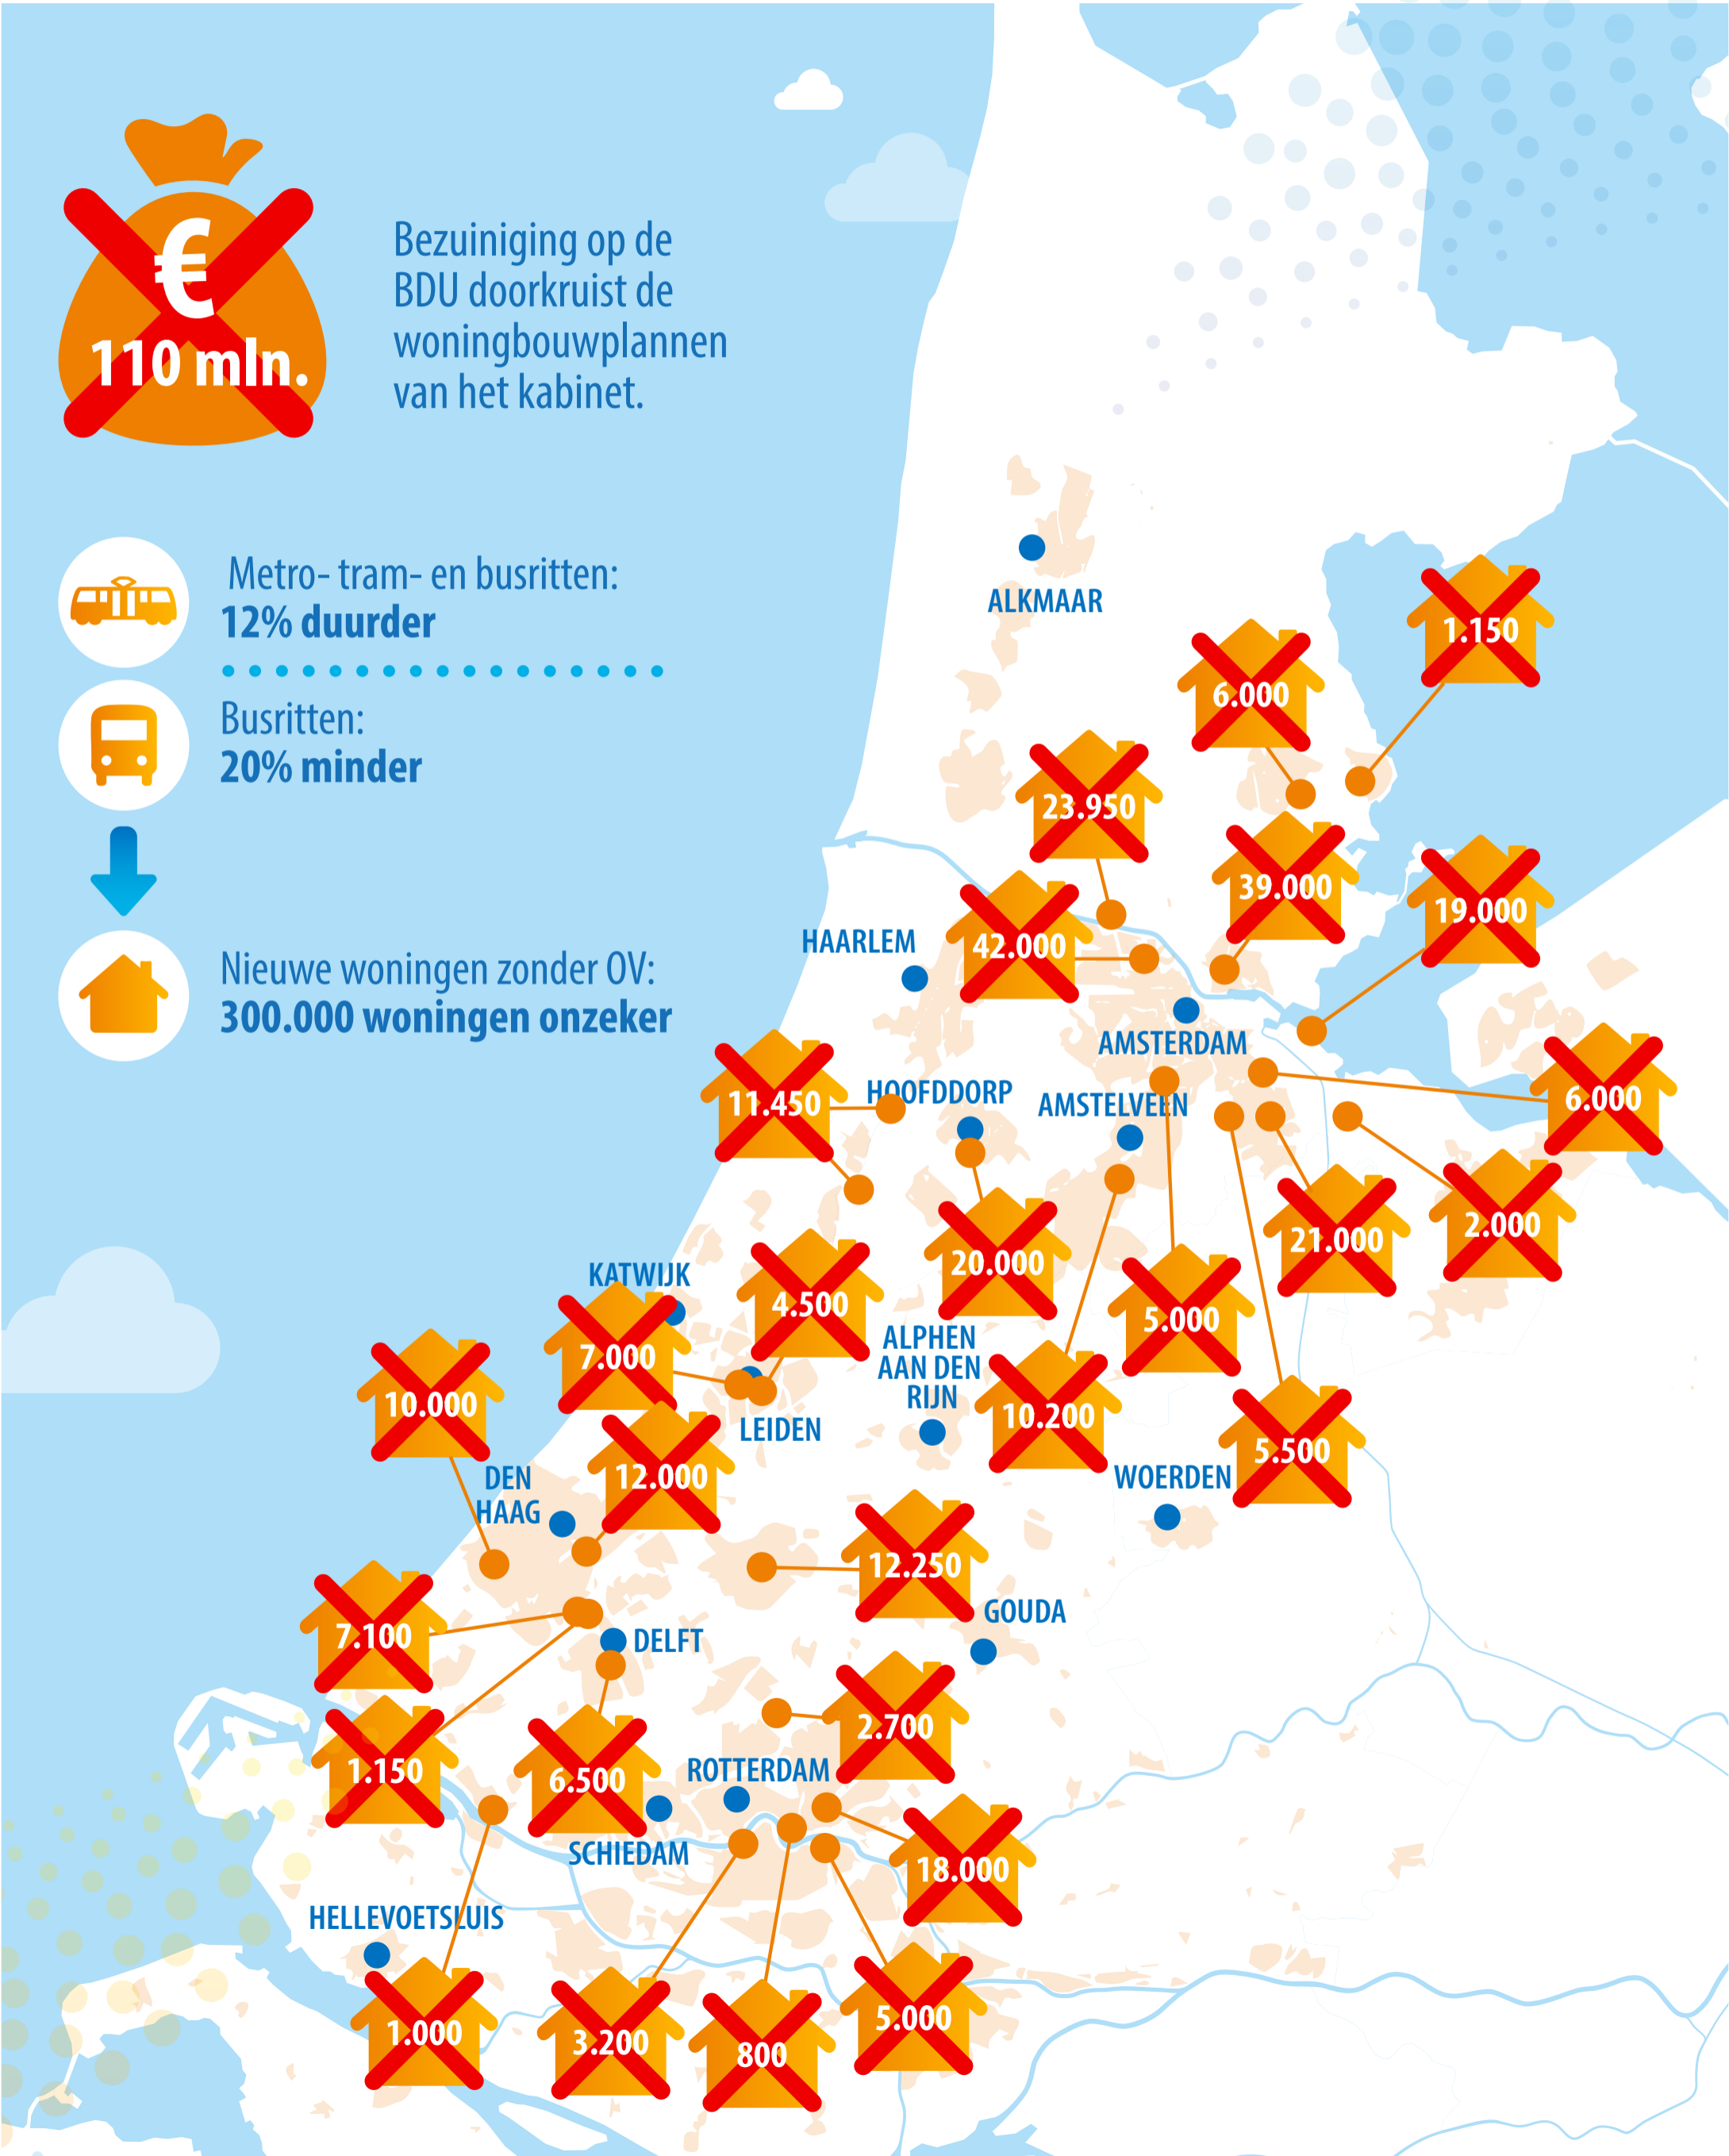 €
110 mln.
Bezuiniging op de
BDU doorkruist de
woningbouwplannen
van het kabinet.
Metro- tram- en busritten:
12% duurder
Busritten:
20% minder
Nieuwe woningen zonder OV:
300.000 woningen onzeker
ALKMAAR
1.150
6.000
23.950
39.000
19.000
HAARLEM
42.000
AMSTERDAM
11.450
HOOFDDORP
AMSTELVEEN
6.000
2.000
21.000
20.000
KATWIJK
4.500
5.000
7.000
ALPHEN
AAN DEN
RIJN
10.000
10.200
LEIDEN
5.500
12.000
DEN
HAAG
WOERDEN
12.250
GOUDA
7.100
DELFT
2.700
1.150
6.500
ROTTERDAM
SCHIEDAM
18.000
HELLEVOETSLUIS
1.000
3.200
800
5.000